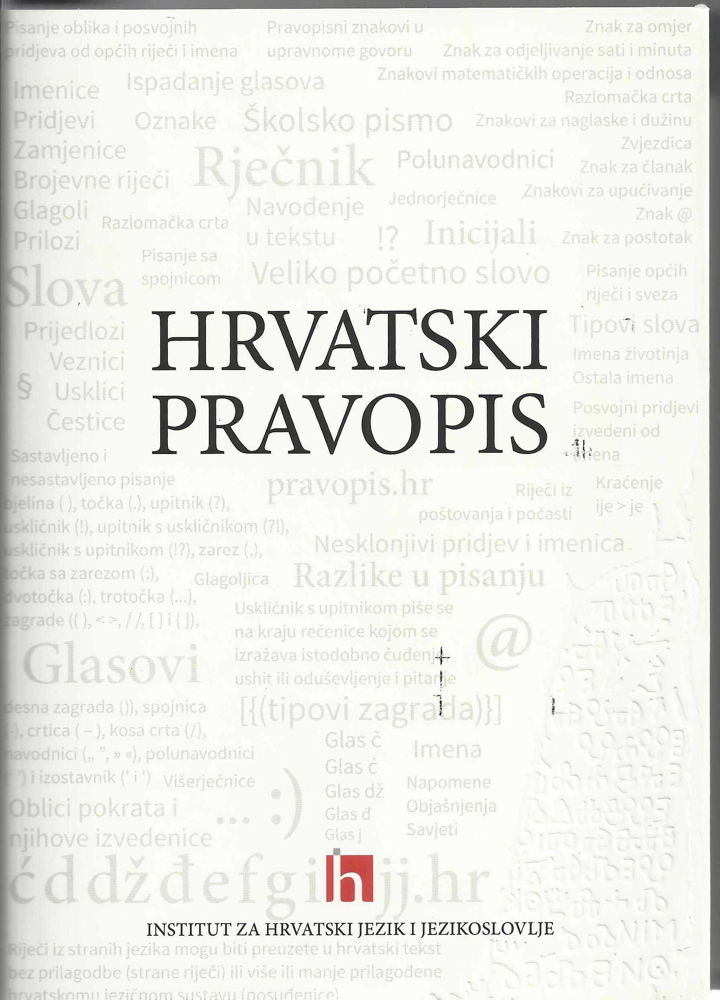 Pisanje oblika i posvojnih
pridjeva od općih riječi i imena
Pravopisni znakovi u
upravnome govoru
Znak za omjer
Znak za odjeljivanje sati i minuta
Znakovi matematičkih operacija i odnosa
Razlomačka crta
Znakovi za naglaske i dužinu
Zvjezdica
Znak za članak
Znakovi za upućivanje
Znak @
Znak za postotak
Imenice
Pridjevi
Zamjenice
Brojevne riječi
Glagoli
Prilozi
Ispadanje glasova
Oznake
Školsko pismo
Rječnik
Polunavodnici
Navođenje
u tekstu
Jednorječnice
Razlomačka crta
!?
Inicijali
Pisanje sa
spojnicom
Veliko početno slovo
Pisanje općih
riječi i sveza
Slova
Prijedlozi
Veznici
§
Usklici
Čestice
HRVATSKI
PRAVOPIS
Tipovi slova
Imena životinja
Ostala imena
Posvojni pridjevi
izvedeni od
imena
Sastavljeno i
nesastavljeno pisanje
bjelina ( ), točka (.), upitnik (?),
uskličnik (!), upitnik s uskličnikom (?!),
uskličnik s upitnikom (!?), zarez (,),
točka sa zarezom (;),
dvotočka (:), trotočka (...),
zagrade (( ), < >, / /, [ ] i { }),
pravopis.hr
Riječi iz
poštovanja i počasti
Kraćenje
ije > je
Nesklonjivi pridjev i imenica
Glagoljica
Razlike u pisanju
Uskličnik s upitnikom piše se
na kraju rečenice kojom se
izražava istodobno čuđenje,
ushit ili oduševljenje i pitanje
@
Glasovi
[{(tipovi zagrada)}]
desna zagrada ()), spojnica
(-), crtica ( – ), kosa crta (/),
navodnici („ ”, » «), polunavodnici
(‘ ’) i izostavnik (’ i ')
Višerječnice
Oblici pokrata i
njihove izvedenice
... :)
Glas č
Glas ć
Glas dž
Glas đ
Glas j
Imena
Napomene
Objašnjenja
Savjeti
ć d dž đ e f g i h j j.hr
INSTITUT ZA HRVATSKI JEZIK I JEZIKOSLOVLJE
Riječi iz stranih jezika mogu biti preuzete u hrvatski tekst
bez prilagodbe (strane riječi) ili više ili manje prilagođene
hrvatskomu jezičnom sustavu (posuđenice)